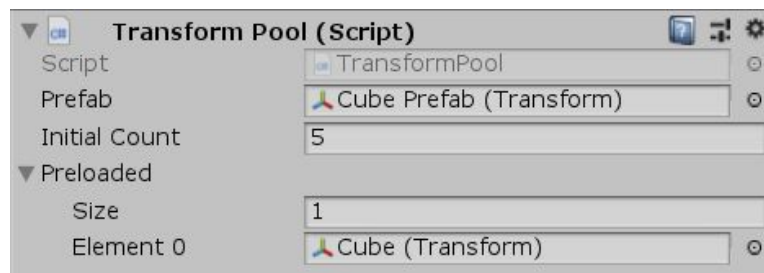 Transform Pool (Script)
Script TransformPool
Prefab Cube Prefab (Transform)
Initial Count 5
Preloaded
Size 1
Element 0 Cube (Transform)